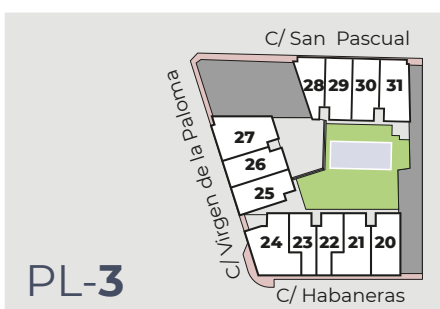 C/ San Pascual
28 29 30 31
C/ Virgen de la Paloma
27
26
25
24 23 22 21 20
PL-3
C/ Habaneras